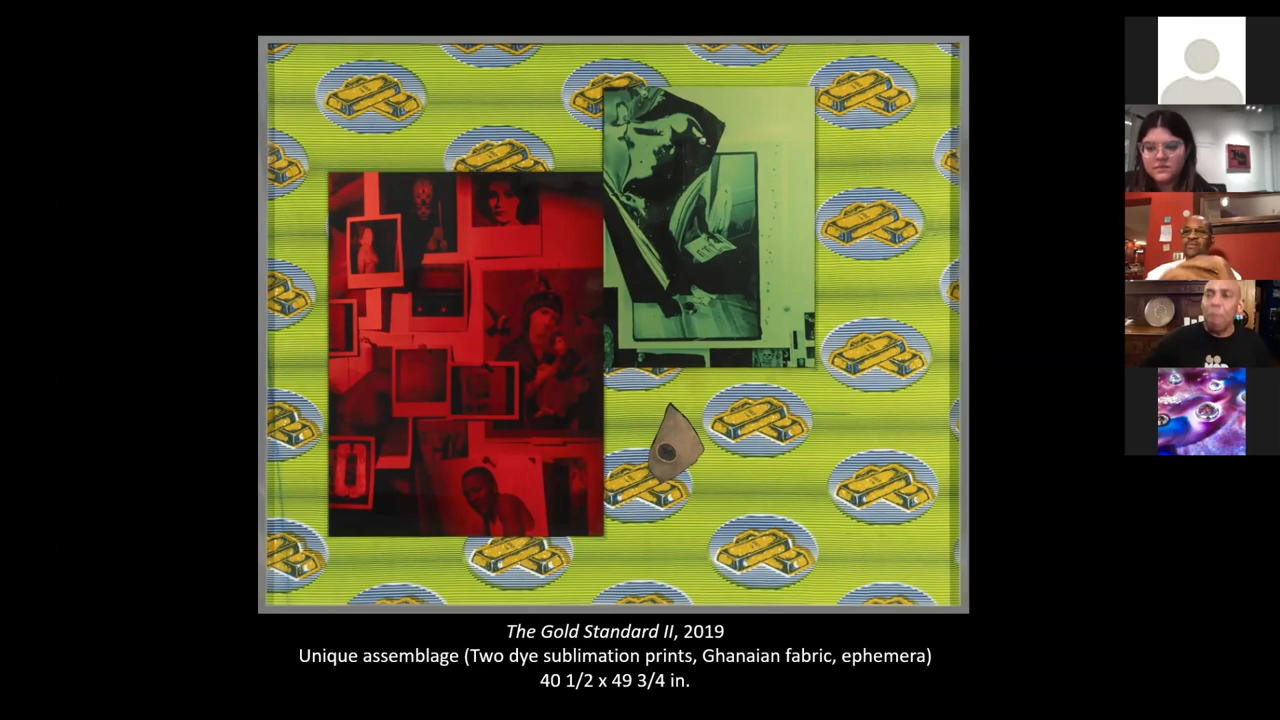 The Gold Standard II, 2019
Unique assemblage (Two dye sublimation prints, Ghanaian fabric, ephemera)
40 1/2 x 49 3/4 in.